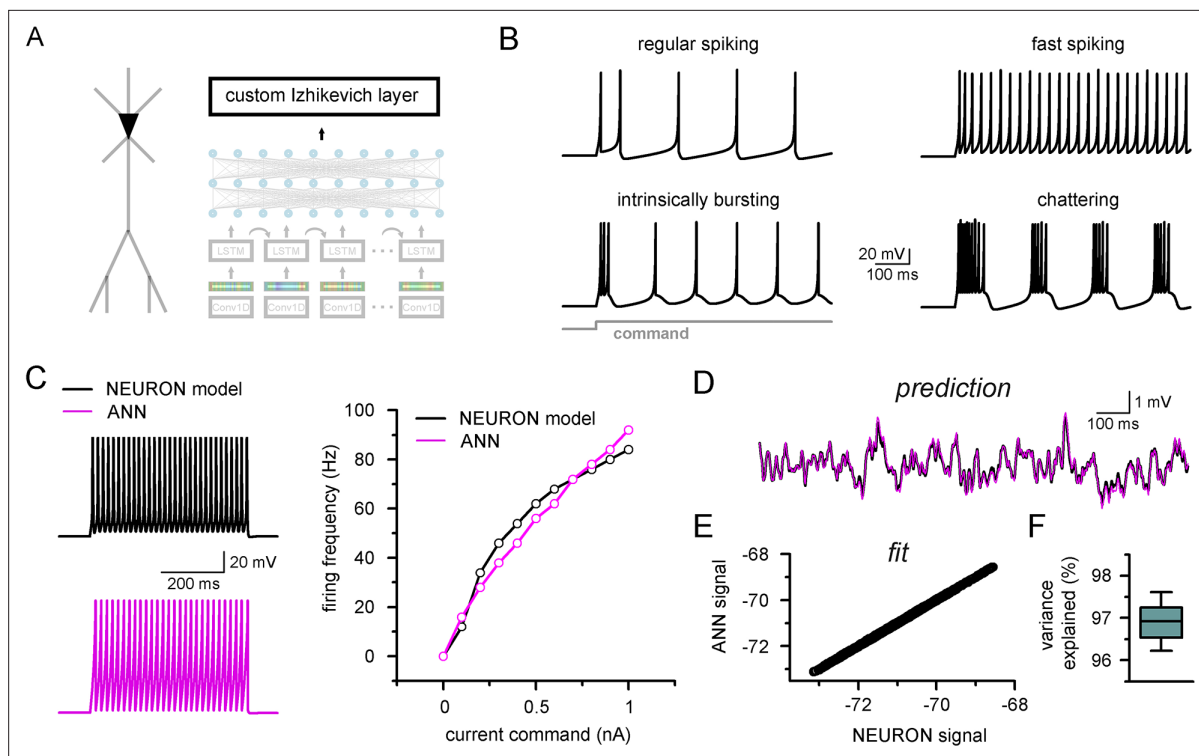 A
custom Izhikevich layer
LSTM LSTM LSTM LSTM
Conv1D Conv1D Conv1D Conv1D
B
regular spiking
fast spiking
intrinsically bursting
chattering
20 mV
100 ms
command
C
NEURON model
ANN
20 mV
200 ms
NEURON model
ANN
firing frequency (Hz)
100
80
60
40
20
0
0 0.5 1
current command (nA)
D
prediction
1 mV
100 ms
E
fit
ANN signal
-68
-70
-72
-72 -70 -68
NEURON signal
F
variance
explained (%)
98
97
96